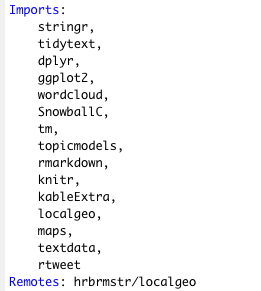 Imports:
    stringr,
    tidytext,
    dplyr,
    ggplot2,
    wordcloud,
    SnowballC,
    tm,
    topicmodels,
    rmarkdown,
    knitr,
    kableExtra,
    localgeo,
    maps,
    textdata,
    rtweet
Remotes: hrbrmstr/localgeo